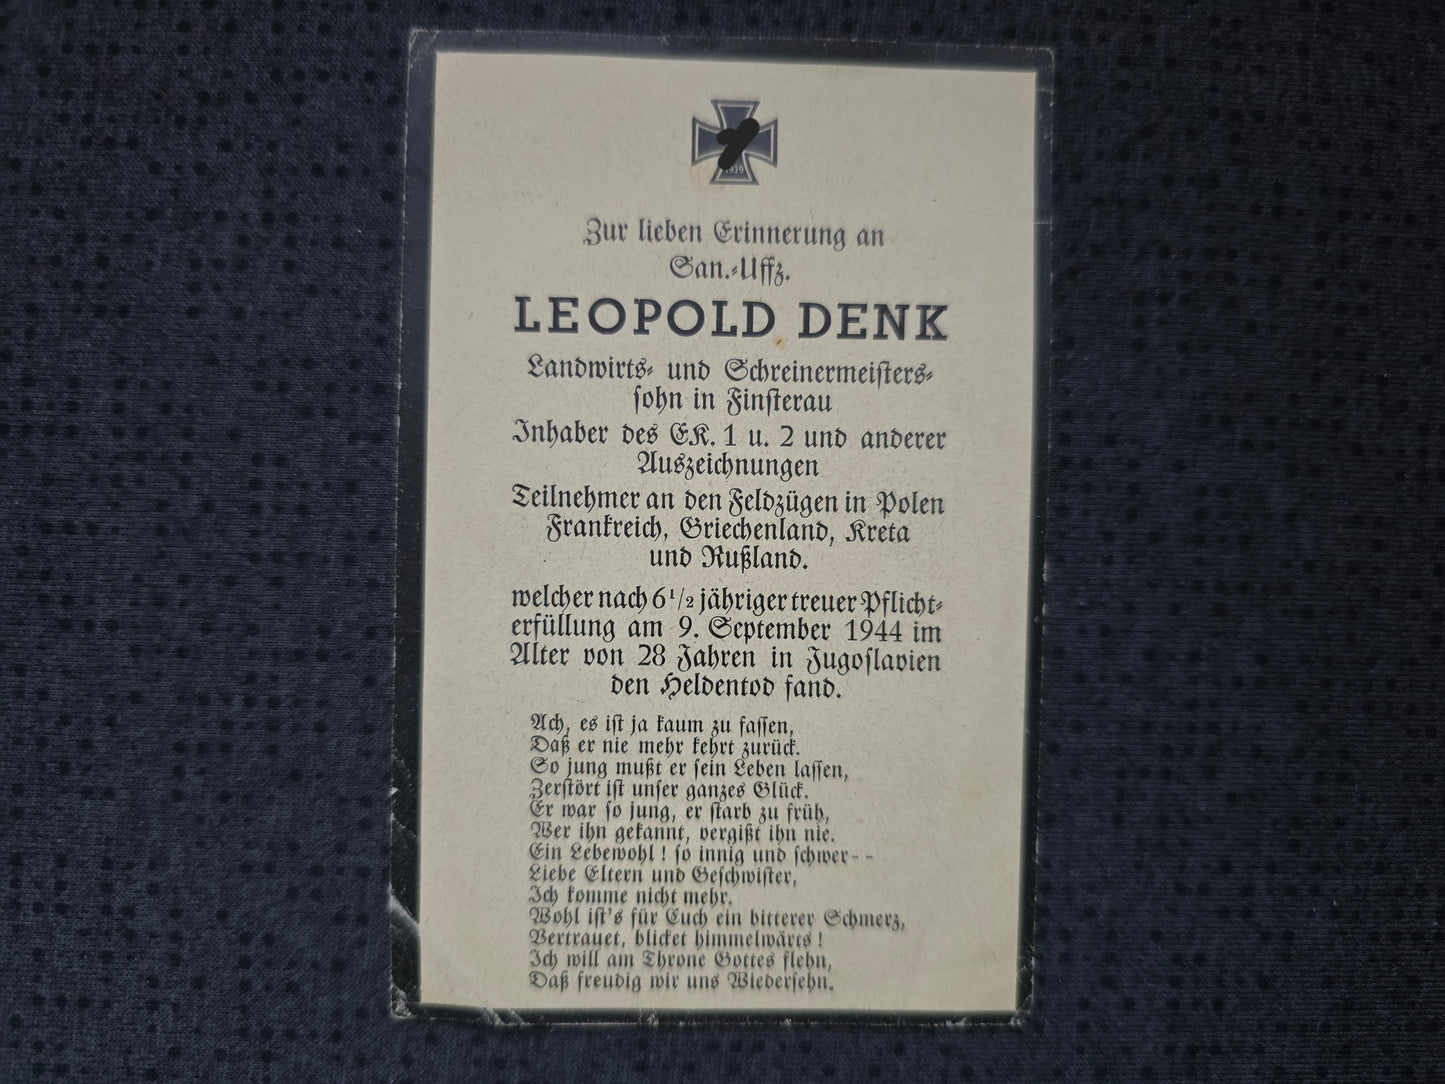 1939
Zur lieben Erinnerung an
San.-Uffz.
LEOPOLD DENK
Landwirts- und Schreinermeisters-
sohn in Finsterau
Inhaber des EK. 1 u. 2 und anderer
Auszeichnungen
Teilnehmer an den Feldzügen in Polen
Frankreich, Griechenland, Kreta
und Rußland.
welcher nach 6 1/2 jähriger treuer Pflicht-
erfüllung am 9. September 1944 im
Alter von 28 Jahren in Jugoslavien
den Heldentod fand.
Ach, es ist ja kaum zu fassen,
Daß er nie mehr kehrt zurück.
So jung mußt er sein Leben lassen,
Zerstört ist unser ganzes Glück.
Er war so jung, er starb zu früh,
Wer ihn gekannt, vergißt ihn nie.
Ein Lebewohl! so innig und schwer--
Liebe Eltern und Geschwister,
Ich komme nicht mehr.
Wohl ist's für Euch ein bitterer Schmerz,
Vertrauet, blicket himmelwärts!
Ich will am Throne Gottes flehn,
Daß freudig wir uns Wiedersehn.